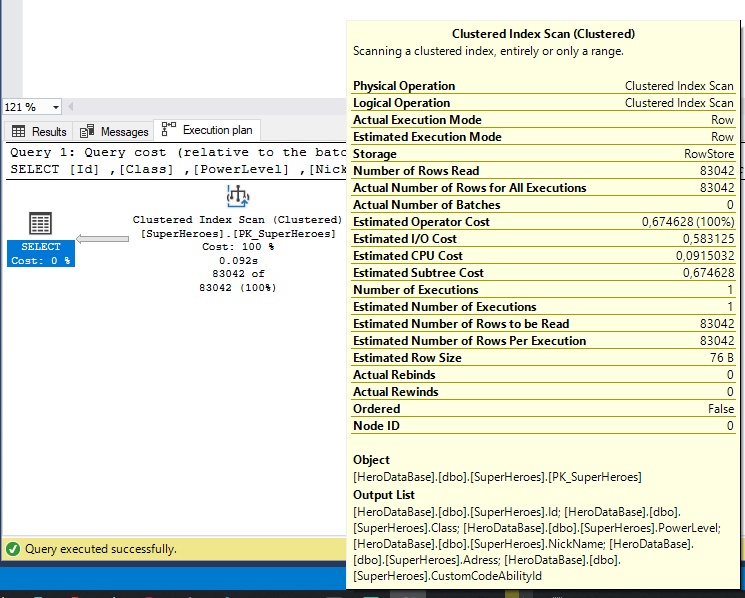 121 %
Results
Messages
Execution plan
Query 1: Query cost (relative to the batc
SELECT [Id] ,[Class] ,[PowerLevel] ,[Nick
SELECT
Cost: 0 %
Clustered Index Scan (Clustered)
[SuperHeroes].[PK_SuperHeroes]
Cost: 100 %
0.092s
83042 of
83042 (100%)
Query executed successfully.
Clustered Index Scan (Clustered)
Scanning a clustered index, entirely or only a range.
Physical Operation Clustered Index Scan
Logical Operation Clustered Index Scan
Actual Execution Mode Row
Estimated Execution Mode Row
Storage RowStore
Number of Rows Read 83042
Actual Number of Rows for All Executions 83042
Actual Number of Batches 0
Estimated Operator Cost 0,674628 (100%)
Estimated I/O Cost 0,583125
Estimated CPU Cost 0,0915032
Estimated Subtree Cost 0,674628
Number of Executions 1
Estimated Number of Executions 1
Estimated Number of Rows to be Read 83042
Estimated Number of Rows Per Execution 83042
Estimated Row Size 76 B
Actual Rebinds 0
Actual Rewinds 0
Ordered False
Node ID 0
Object
[HeroDataBase].[dbo].[SuperHeroes].[PK_SuperHeroes]
Output List
[HeroDataBase].[dbo].[SuperHeroes].Id; [HeroDataBase].[dbo].
[SuperHeroes].Class; [HeroDataBase].[dbo].[SuperHeroes].PowerLevel;
[HeroDataBase].[dbo].[SuperHeroes].NickName; [HeroDataBase].
[dbo].[SuperHeroes].Adress; [HeroDataBase].[dbo].
[SuperHeroes].CustomCodeAbilityId